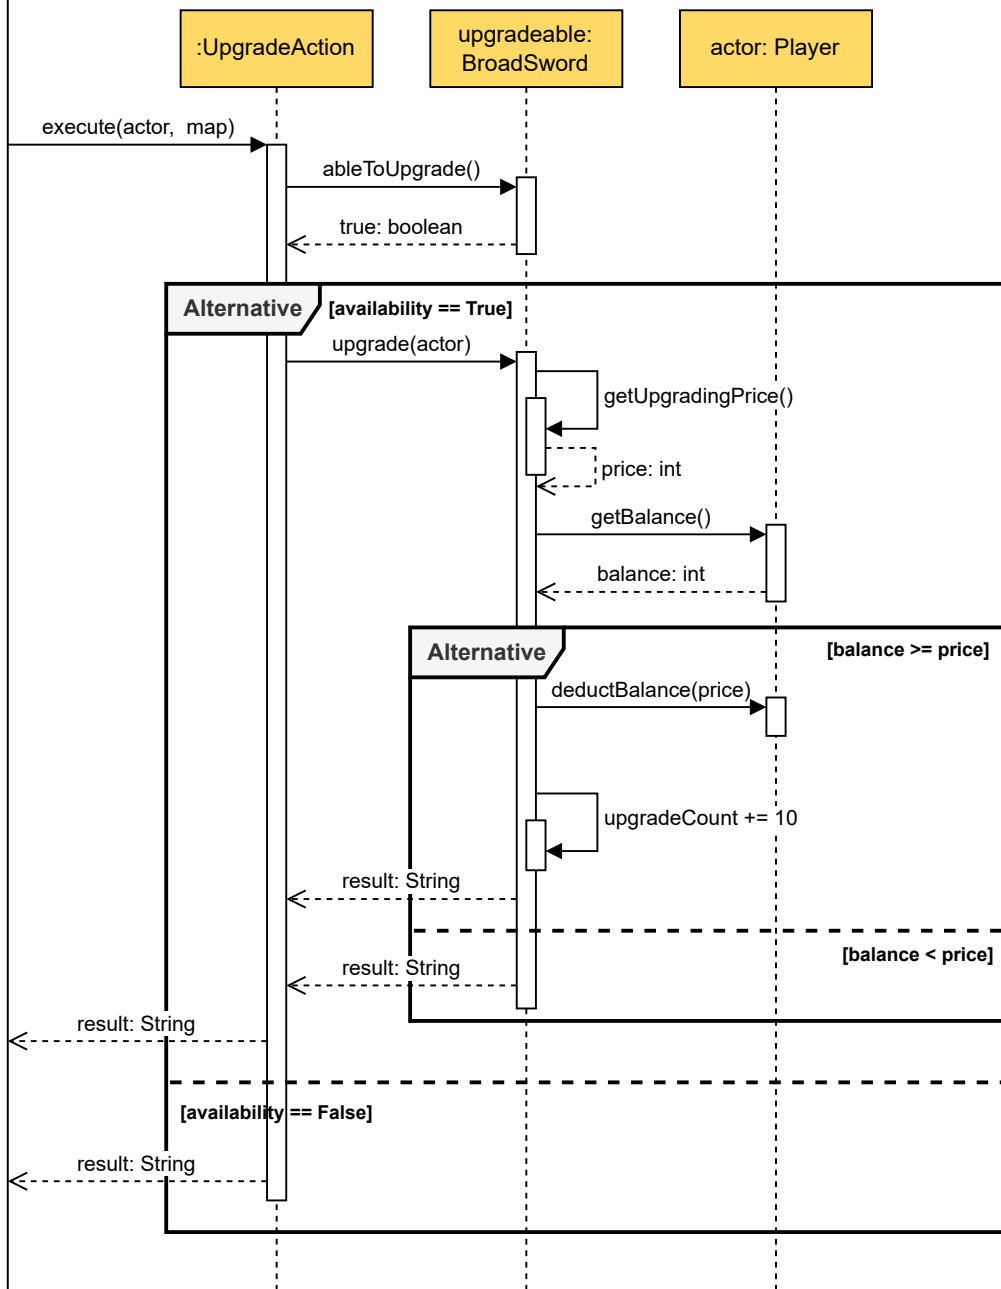 :UpgradeAction
upgradeable:
BroadSword
actor: Player
execute(actor, map)
ableToUpgrade()
true: boolean
Alternative
[availability == True]
upgrade(actor)
getUpgradingPrice()
price: int
getBalance()
balance: int
Alternative
[balance >= price]
deductBalance(price)
upgradeCount += 10
result: String
[balance < price]
result: String
result: String
[availability == False]
result: String